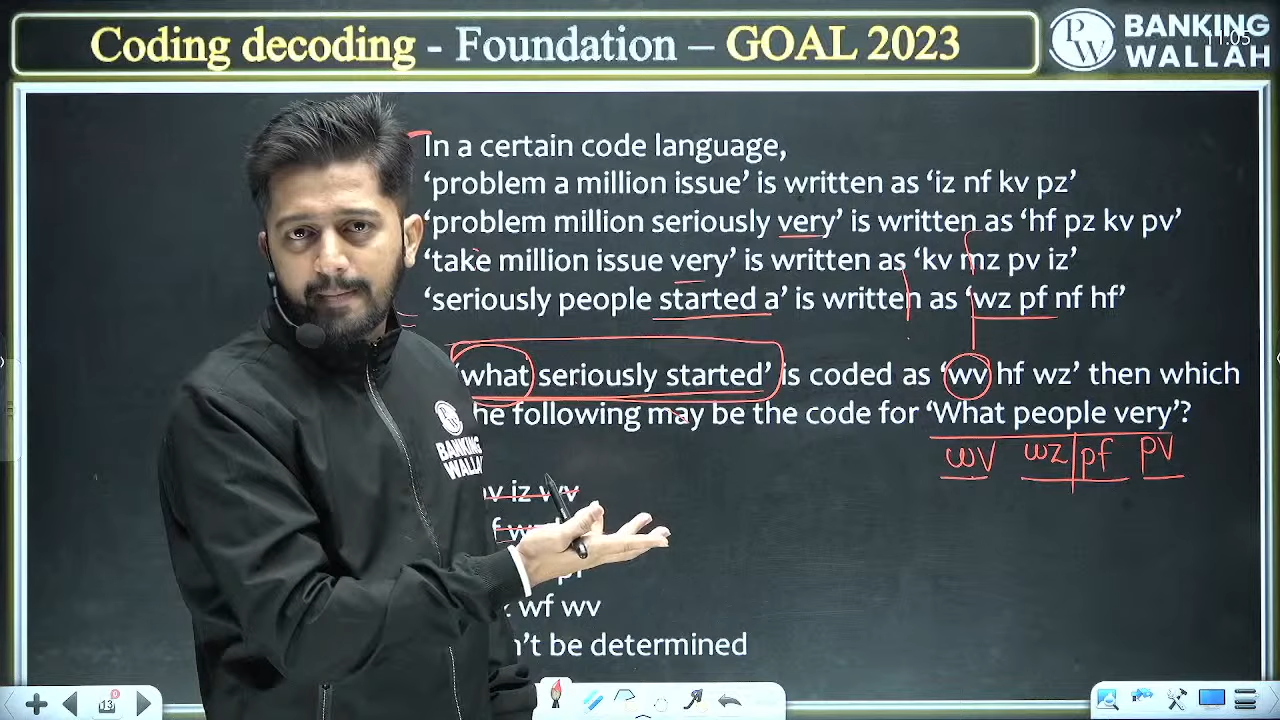 Coding decoding - Foundation – GOAL 2023
PW BANKING WALLAH
11:05
In a certain code language,
‘problem a million issue’ is written as ‘iz nf kv pz’
‘problem million seriously very’ is written as ‘hf pz kv pv’
‘take million issue very’ is written as ‘kv mz pv iz’
‘seriously people started a’ is written as ‘wz pf nf hf’
‘what seriously started’ is coded as ‘wv hf wz’ then which
he following may be the code for ‘What people very’?
wv wz|pf pv
BANKING WALLAH
v iz wv
wf wv
n’t be determined
13